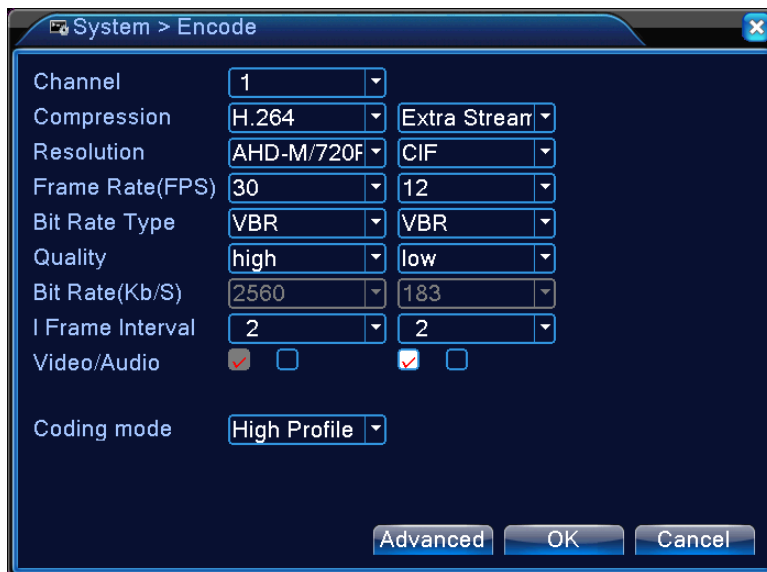 System > Encode
Channel 1
Compression H.264 Extra Stream
Resolution AHD-M/720P CIF
Frame Rate(FPS) 30 12
Bit Rate Type VBR VBR
Quality high low
Bit Rate(Kb/S) 2560 183
I Frame Interval 2 2
Video/Audio
Coding mode High Profile
Advanced OK Cancel